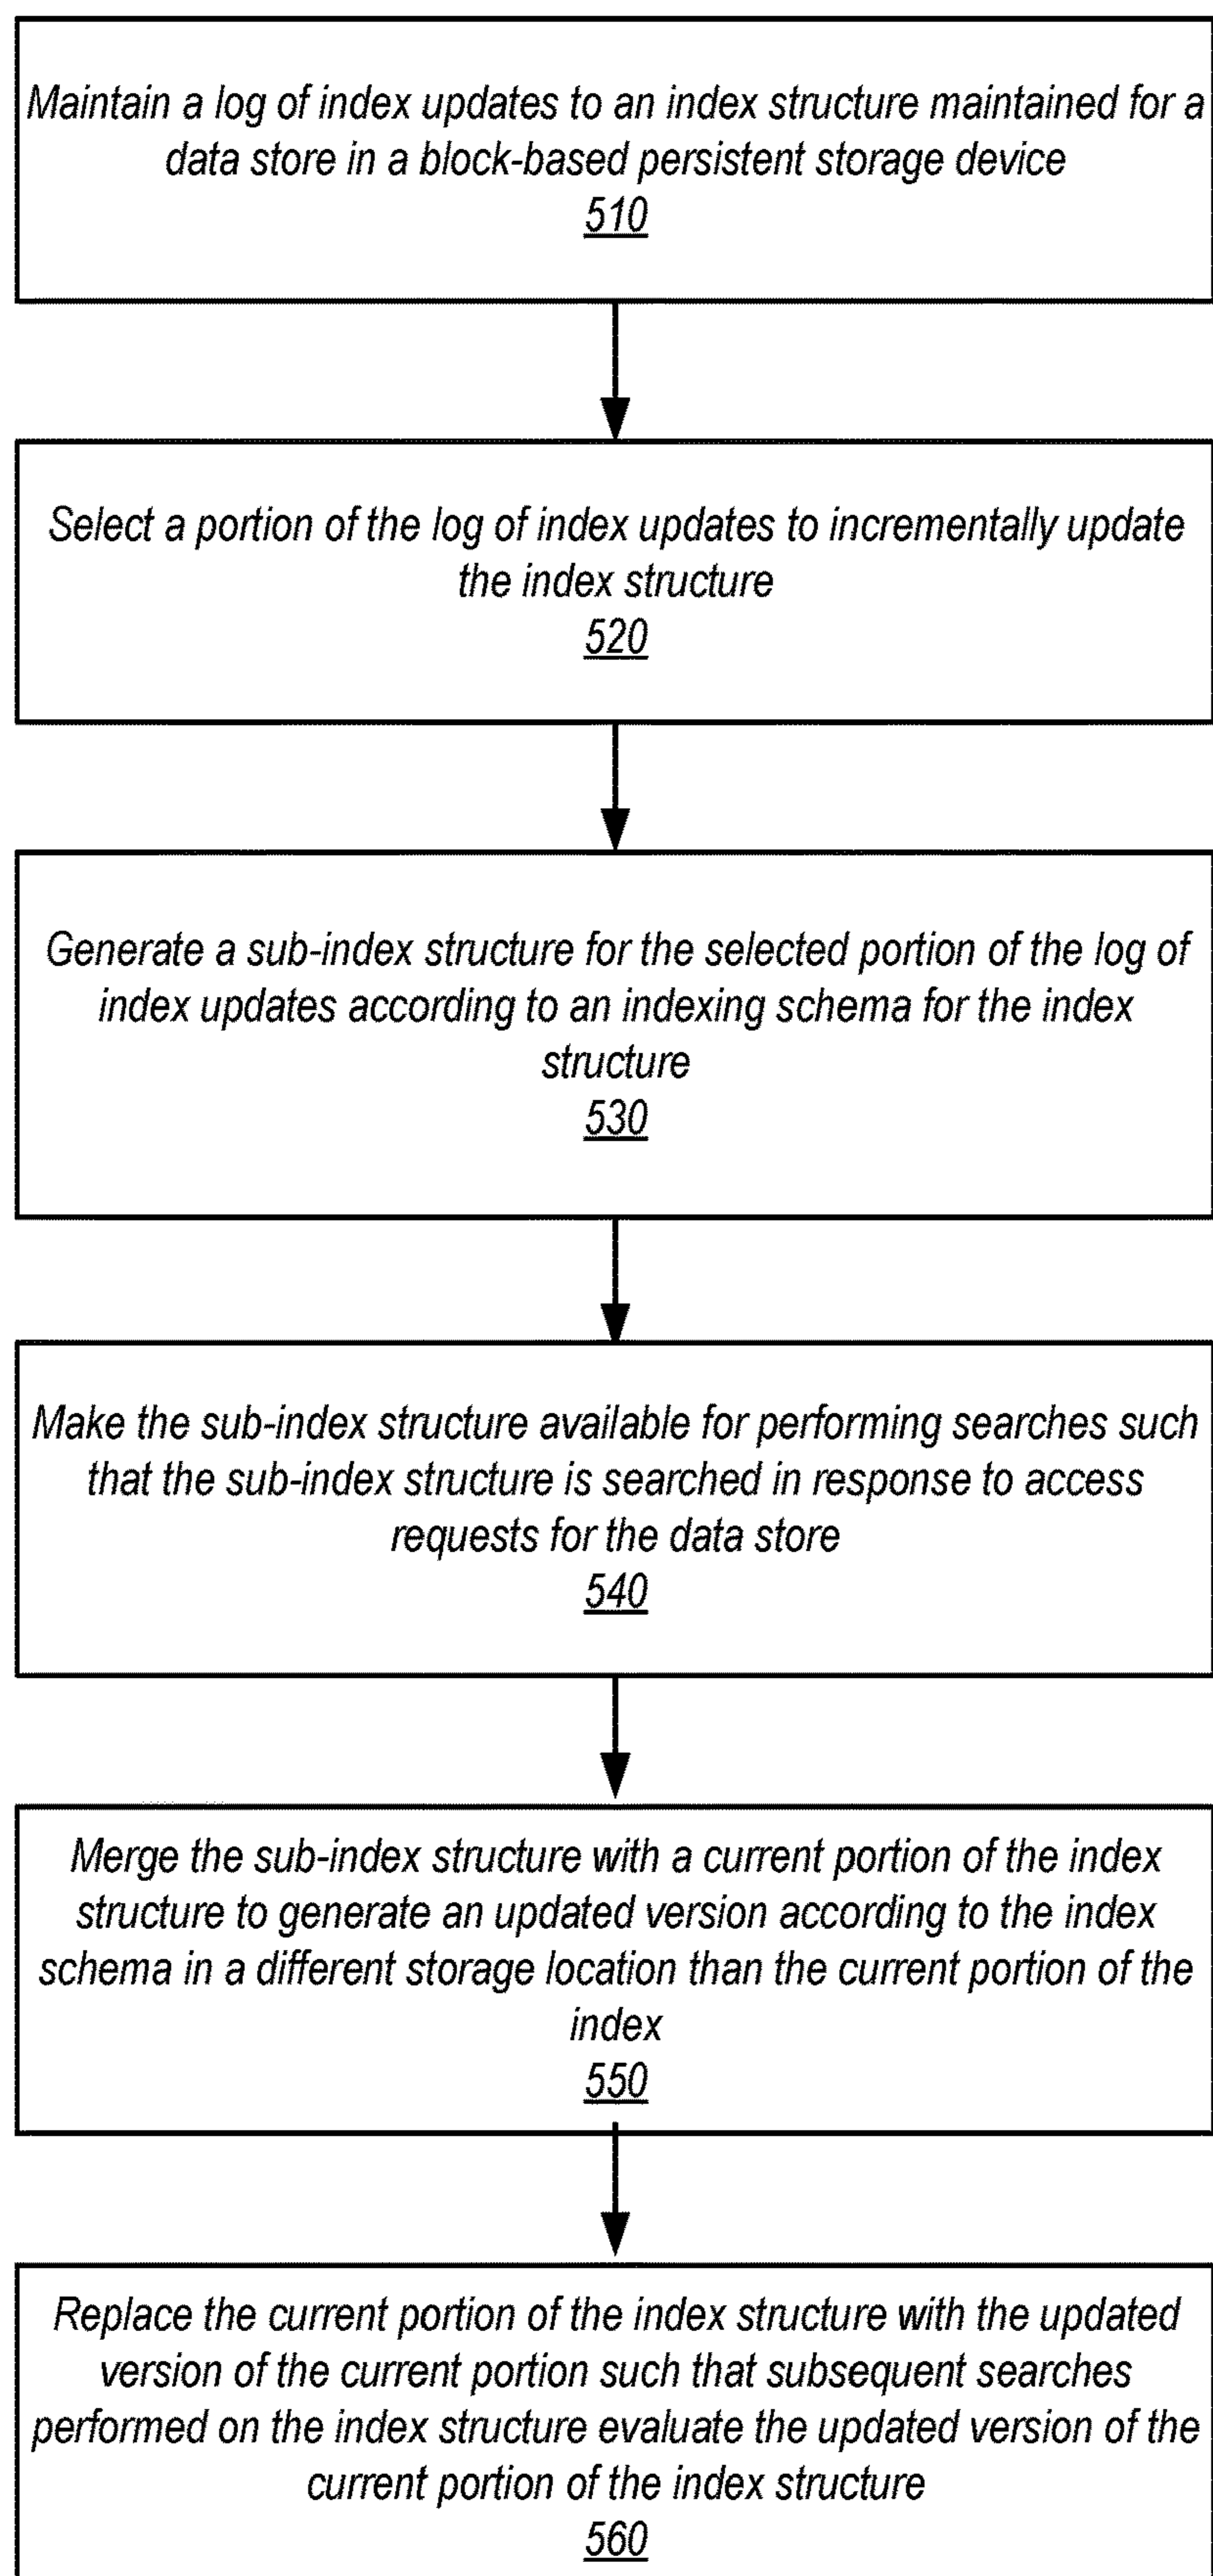 Maintain a log of index updates to an index structure maintained for a
data store in a block-based persistent storage device
510
Select a portion of the log of index updates to incrementally update
the index structure
520
Generate a sub-index structure for the selected portion of the log of
index updates according to an indexing schema for the index
structure
530
Make the sub-index structure available for performing searches such
that the sub-index structure is searched in response to access
requests for the data store
540
Merge the sub-index structure with a current portion of the index
structure to generate an updated version according to the index
schema in a different storage location than the current portion of the
index
550
Replace the current portion of the index structure with the updated
version of the current portion such that subsequent searches
performed on the index structure evaluate the updated version of the
current portion of the index structure
560